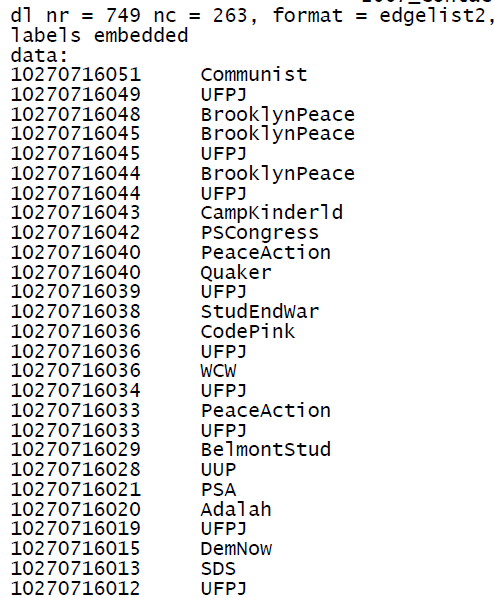 dl nr = 749 nc = 263, format = edgelist2,
labels embedded
data:
10270716051 Communist
10270716049 UFPJ
10270716048 BrooklynPeace
10270716045 BrooklynPeace
10270716045 UFPJ
10270716044 BrooklynPeace
10270716044 UFPJ
10270716043 CampKinderld
10270716042 PSCongress
10270716040 PeaceAction
10270716040 Quaker
10270716039 UFPJ
10270716038 StudEndWar
10270716036 CodePink
10270716036 UFPJ
10270716036 WCW
10270716034 UFPJ
10270716033 PeaceAction
10270716033 UFPJ
10270716029 BelmontStud
10270716028 UUP
10270716021 PSA
10270716020 Adalah
10270716019 UFPJ
10270716015 DemNow
10270716013 SDS
10270716012 UFPJ